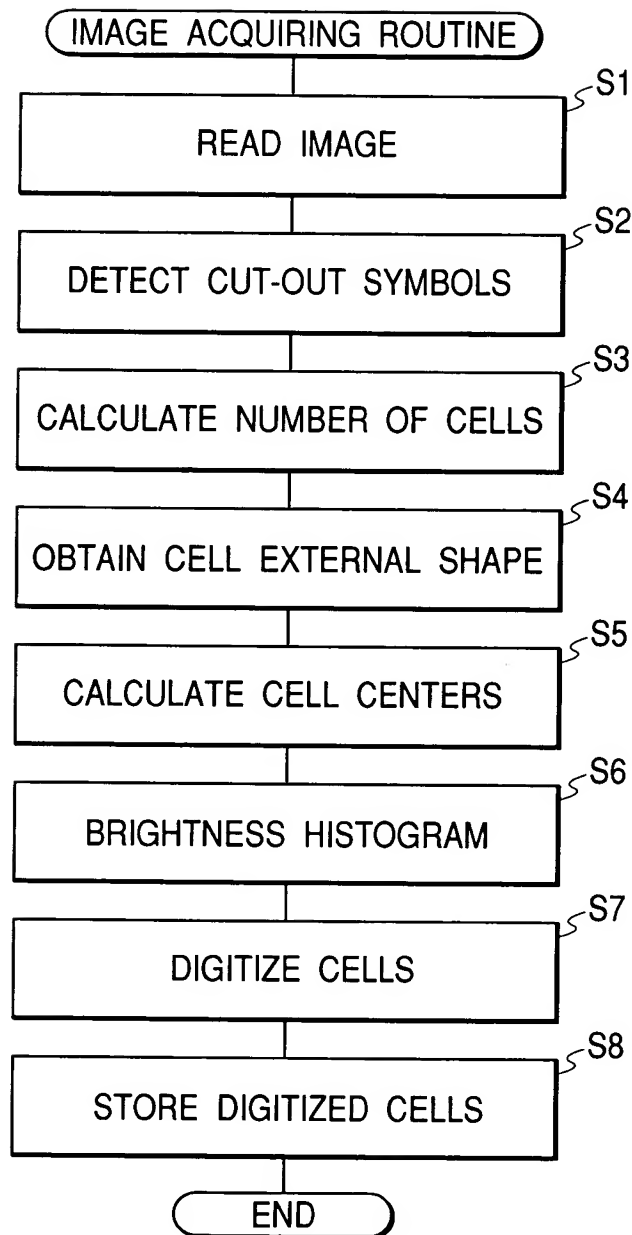 IMAGE ACQUIRING ROUTINE
S1
READ IMAGE
S2
DETECT CUT-OUT SYMBOLS
S3
CALCULATE NUMBER OF CELLS
S4
OBTAIN CELL EXTERNAL SHAPE
S5
CALCULATE CELL CENTERS
S6
BRIGHTNESS HISTOGRAM
S7
DIGITIZE CELLS
S8
STORE DIGITIZED CELLS
END